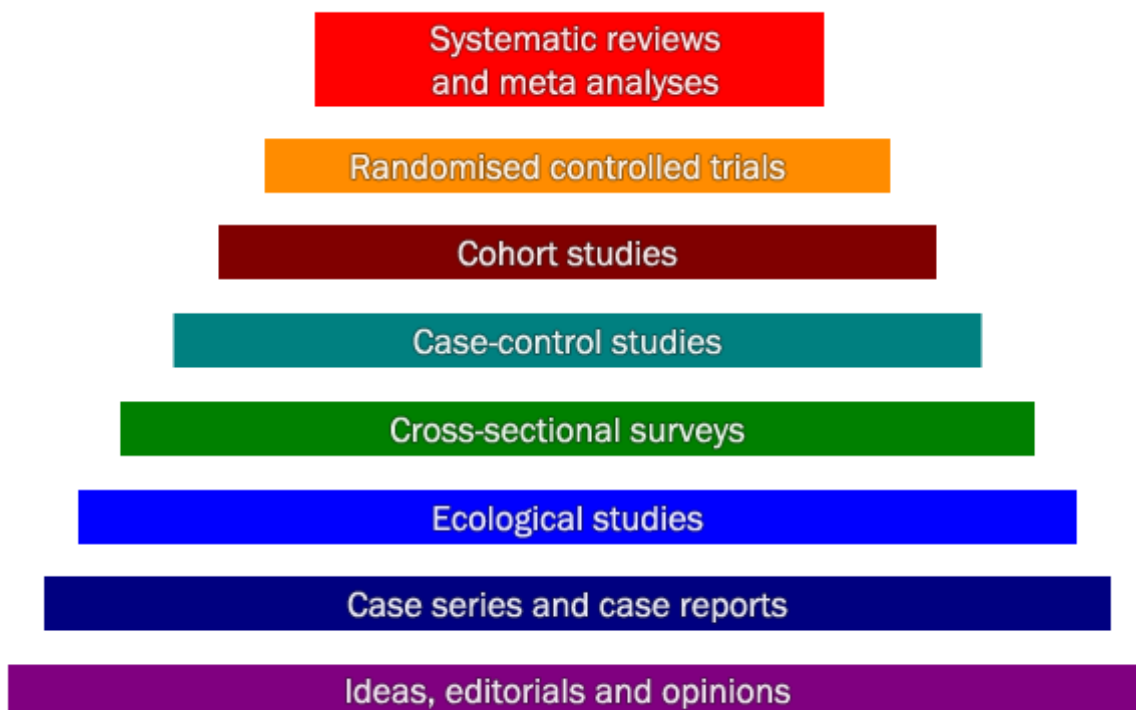 Systematic reviews
and meta analyses
Randomised controlled trials
Cohort studies
Case-control studies
Cross-sectional surveys
Ecological studies
Case series and case reports
Ideas, editorials and opinions